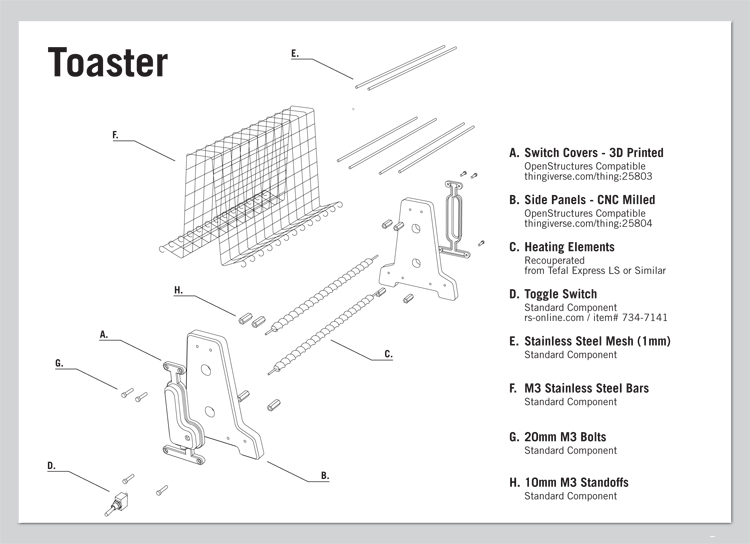 Toaster
E.
F.
H.
A.
G.
C.
D.
B.
A. Switch Covers - 3D Printed
OpenStructures Compatible
thingiverse.com/thing:25803
B. Side Panels - CNC Milled
OpenStructures Compatible
thingiverse.com/thing:25804
C. Heating Elements
Recouperated
from Tefal Express LS or Similar
D. Toggle Switch
Standard Component
rs-online.com / item# 734-7141
E. Stainless Steel Mesh (1mm)
Standard Component
F. M3 Stainless Steel Bars
Standard Component
G. 20mm M3 Bolts
Standard Component
H. 10mm M3 Standoffs
Standard Component